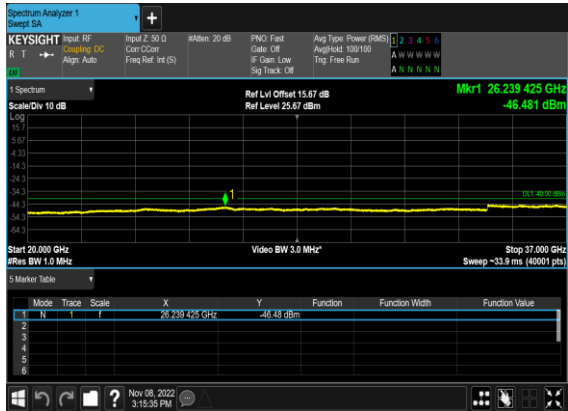 Spectrum Analyzer 1
Swept SA
+
KEYSIGHT
R T
Input: RF
Coupling: DC
Align: Auto
Input Z: 50 Ω
Corr CCorr
Freq Ref: Int (S)
#Atten: 20 dB
PNO: Fast
Gate: Off
IF Gain: Low
Sig Track: Off
Avg Type: Power (RMS)
Avg|Hold: 100/100
Trig: Free Run
1 2 3 4 5 6
A W W W W W
A N N N N N
1 Spectrum
Scale/Div 10 dB
Ref Lvl Offset 15.67 dB
Ref Level 25.67 dBm
Mkr1 26.239 425 GHz
-46.481 dBm
Log
15.7
5.67
-4.33
-14.3
-24.3
-34.3
-44.3
-54.3
-64.3
1
DL1 -40.00 dBm
Start 20.000 GHz
#Res BW 1.0 MHz
Video BW 3.0 MHz*
Stop 37.000 GHz
Sweep ~33.9 ms (40001 pts)
5 Marker Table
Mode Trace Scale X Y Function Function Width Function Value
1 N 1 f 26.239 425 GHz -46.48 dBm
2
3
4
5
6
?
Nov 08, 2022
3:15:35 PM